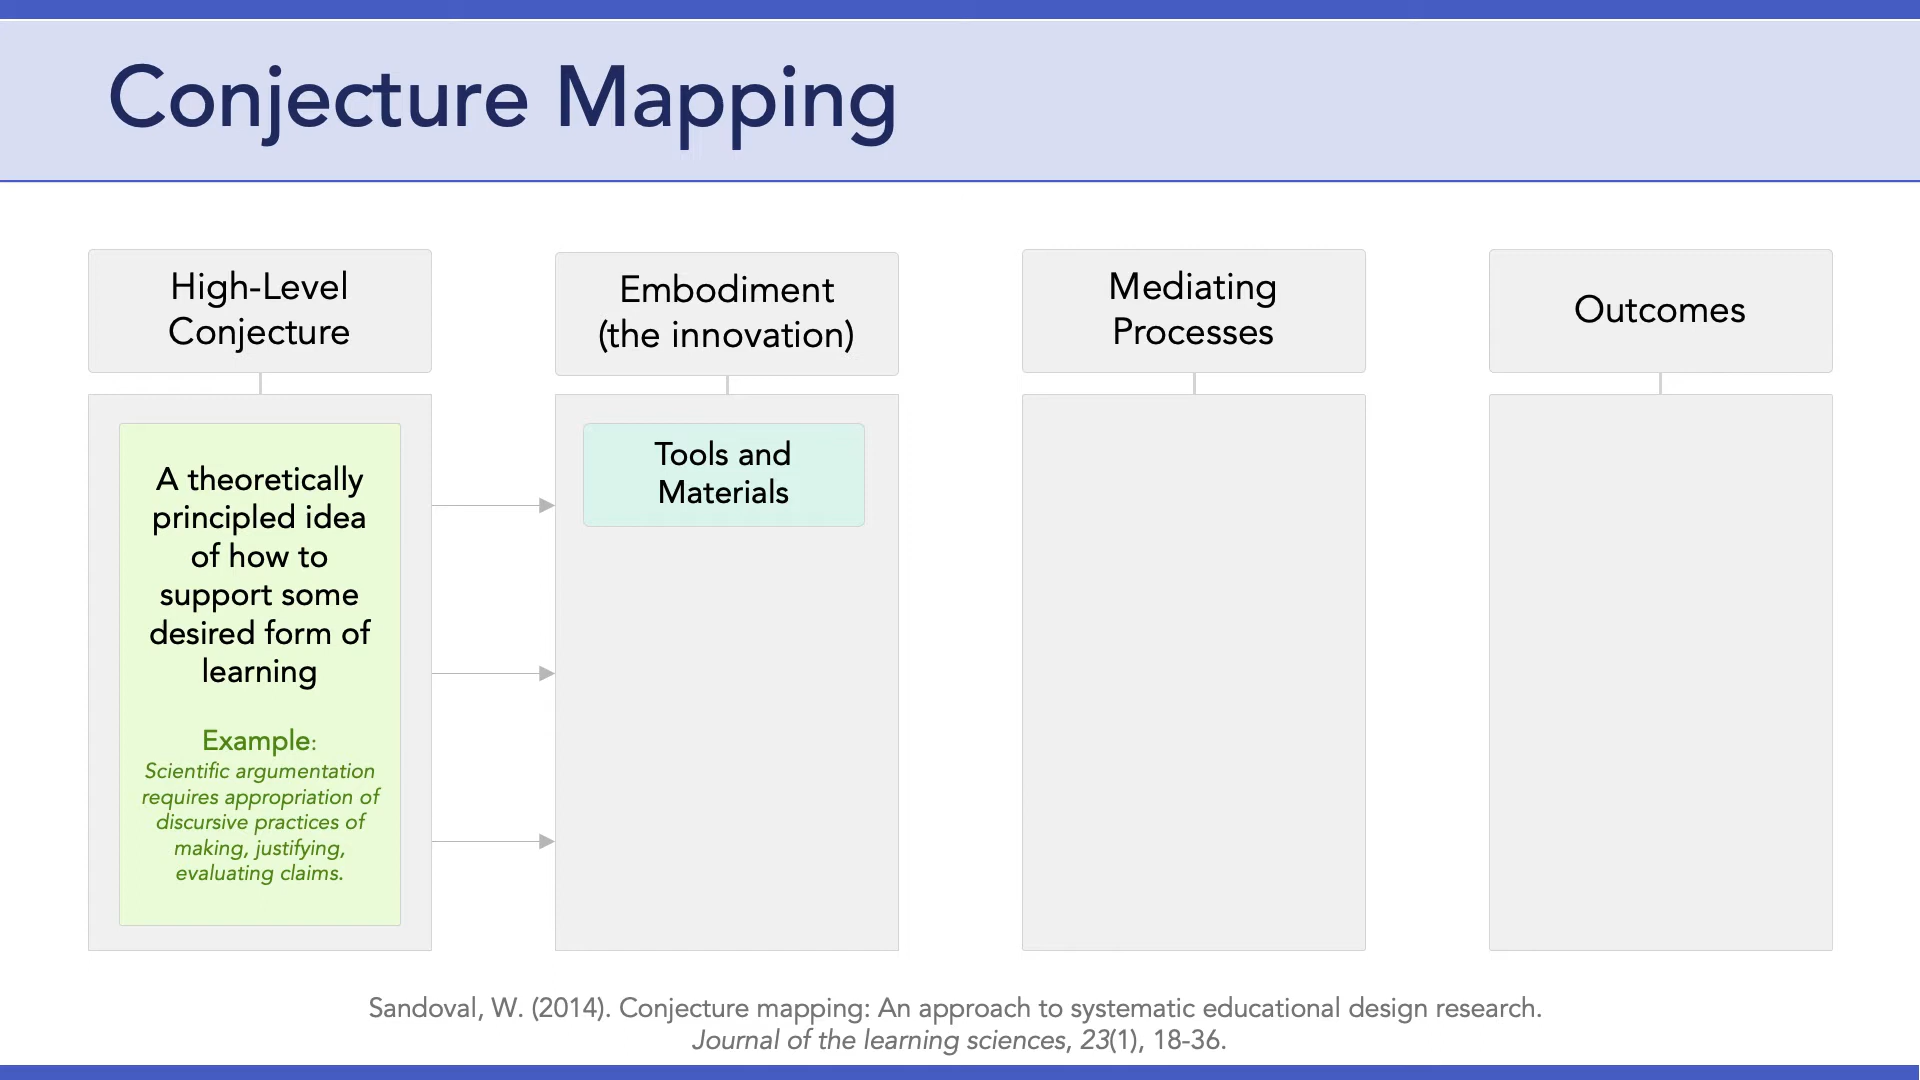 Conjecture Mapping
High-Level
Conjecture
Embodiment
(the innovation)
Mediating
Processes
Outcomes
A theoretically
principled idea
of how to
support some
desired form of
learning
Example:
Scientific argumentation
requires appropriation of
discursive practices of
making, justifying,
evaluating claims.
Tools and
Materials
Sandoval, W. (2014). Conjecture mapping: An approach to systematic educational design research.
Journal of the learning sciences, 23(1), 18-36.